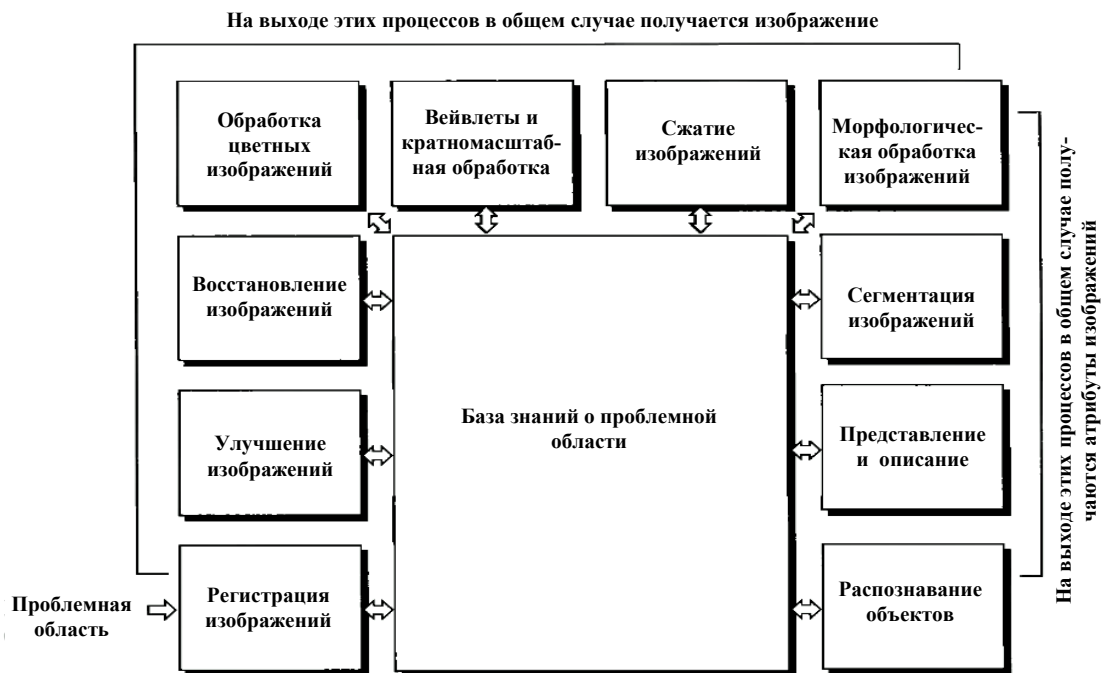 На выходе этих процессов в общем случае получается изображение
Обработка
цветных
изображений
Вейвлеты и
кратномасштаб-
ная обработка
Сжатие
изображений
Морфологичес-
кая обработка
изображений
Восстановление
изображений
Сегментация
изображений
База знаний о проблемной
области
Улучшение
изображений
Представление
и описание
Проблемная
область
Регистрация
изображений
Распознавание
объектов
На выходе этих процессов в общем случае полу-
чаются атрибуты изображений